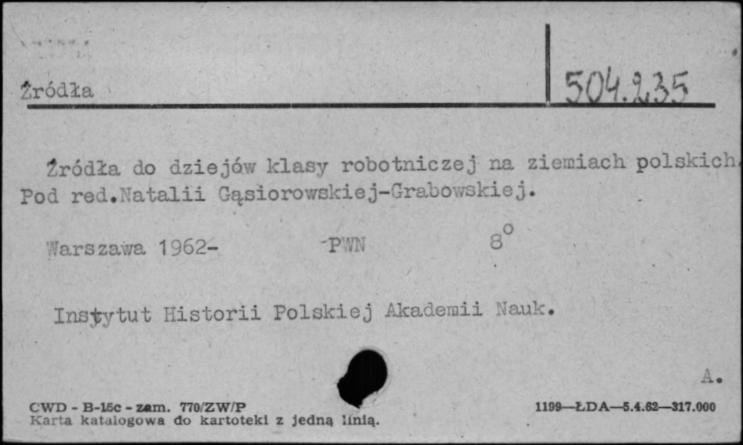 Źródła
504.235
Źródła do dziejów klasy robotniczej na ziemiach polskich.
Pod red.Natalii Gąsiorowskiej-Grabowskiej.
Warszawa 1962- PWN 8°
Instytut Historii Polskiej Akademii Nauk.
A.
CWD - B-15c - zam. 770/ZW/P
1199—ŁDA—5.4.62—317.000
Karta katalogowa do kartoteki z jedną linią.